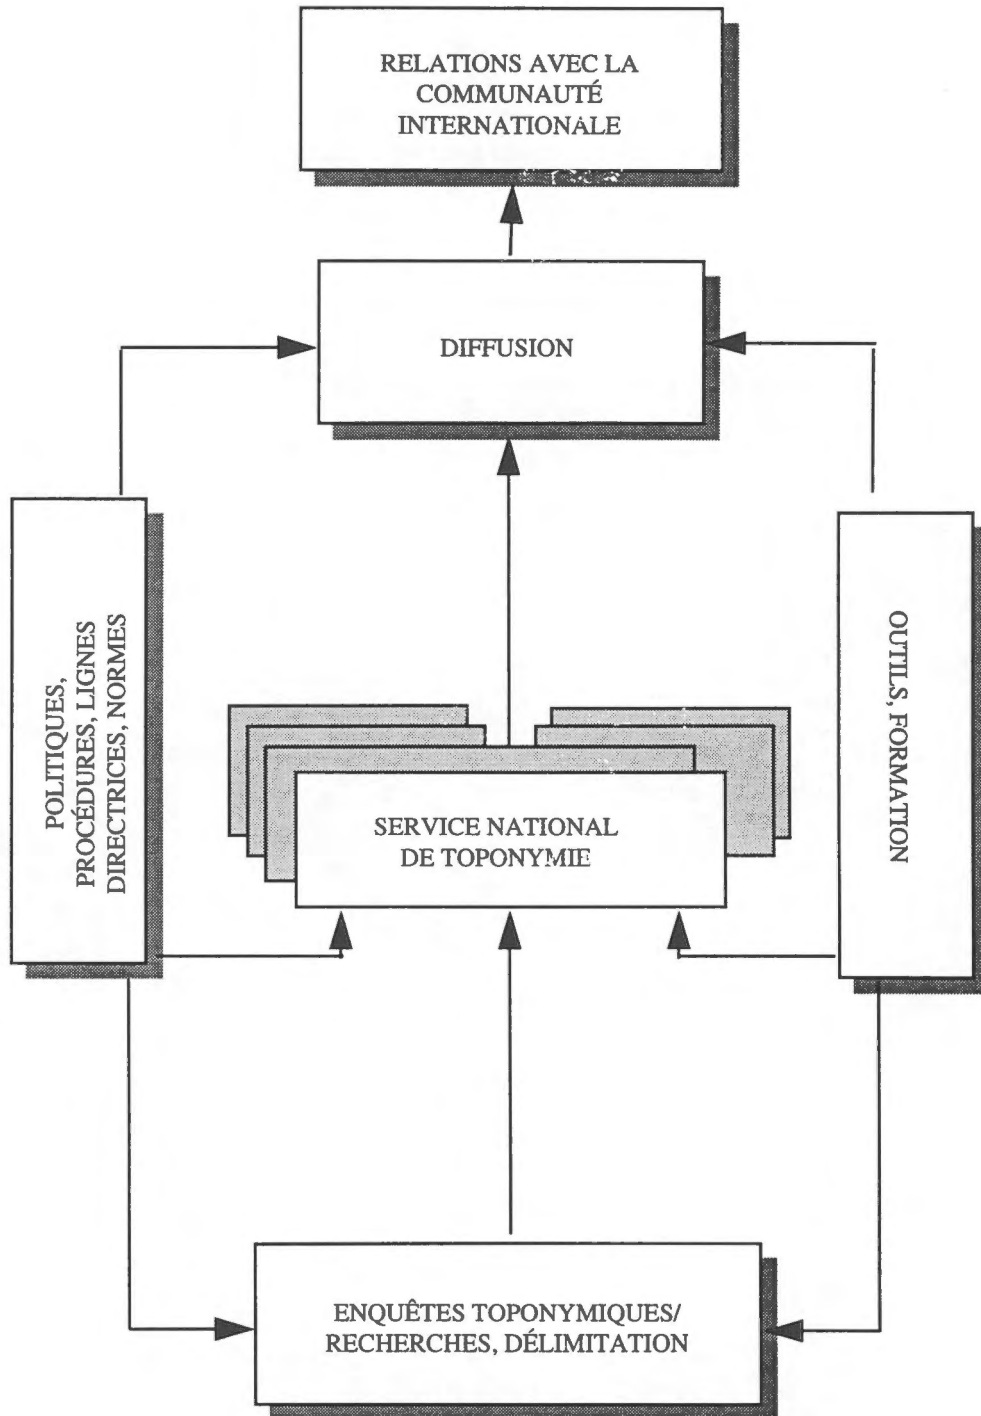 RELATIONS AVEC LA
COMMUNAUTÉ
INTERNATIONALE
DIFFUSION
POLITIQUES,
PROCÉDURES, LIGNES
DIRECTRICES, NORMES
OUTILS, FORMATION
SERVICE NATIONAL
DE TOPONYMIE
ENQUÊTES TOPONYMIQUES/
RECHERCHES, DÉLIMITATION